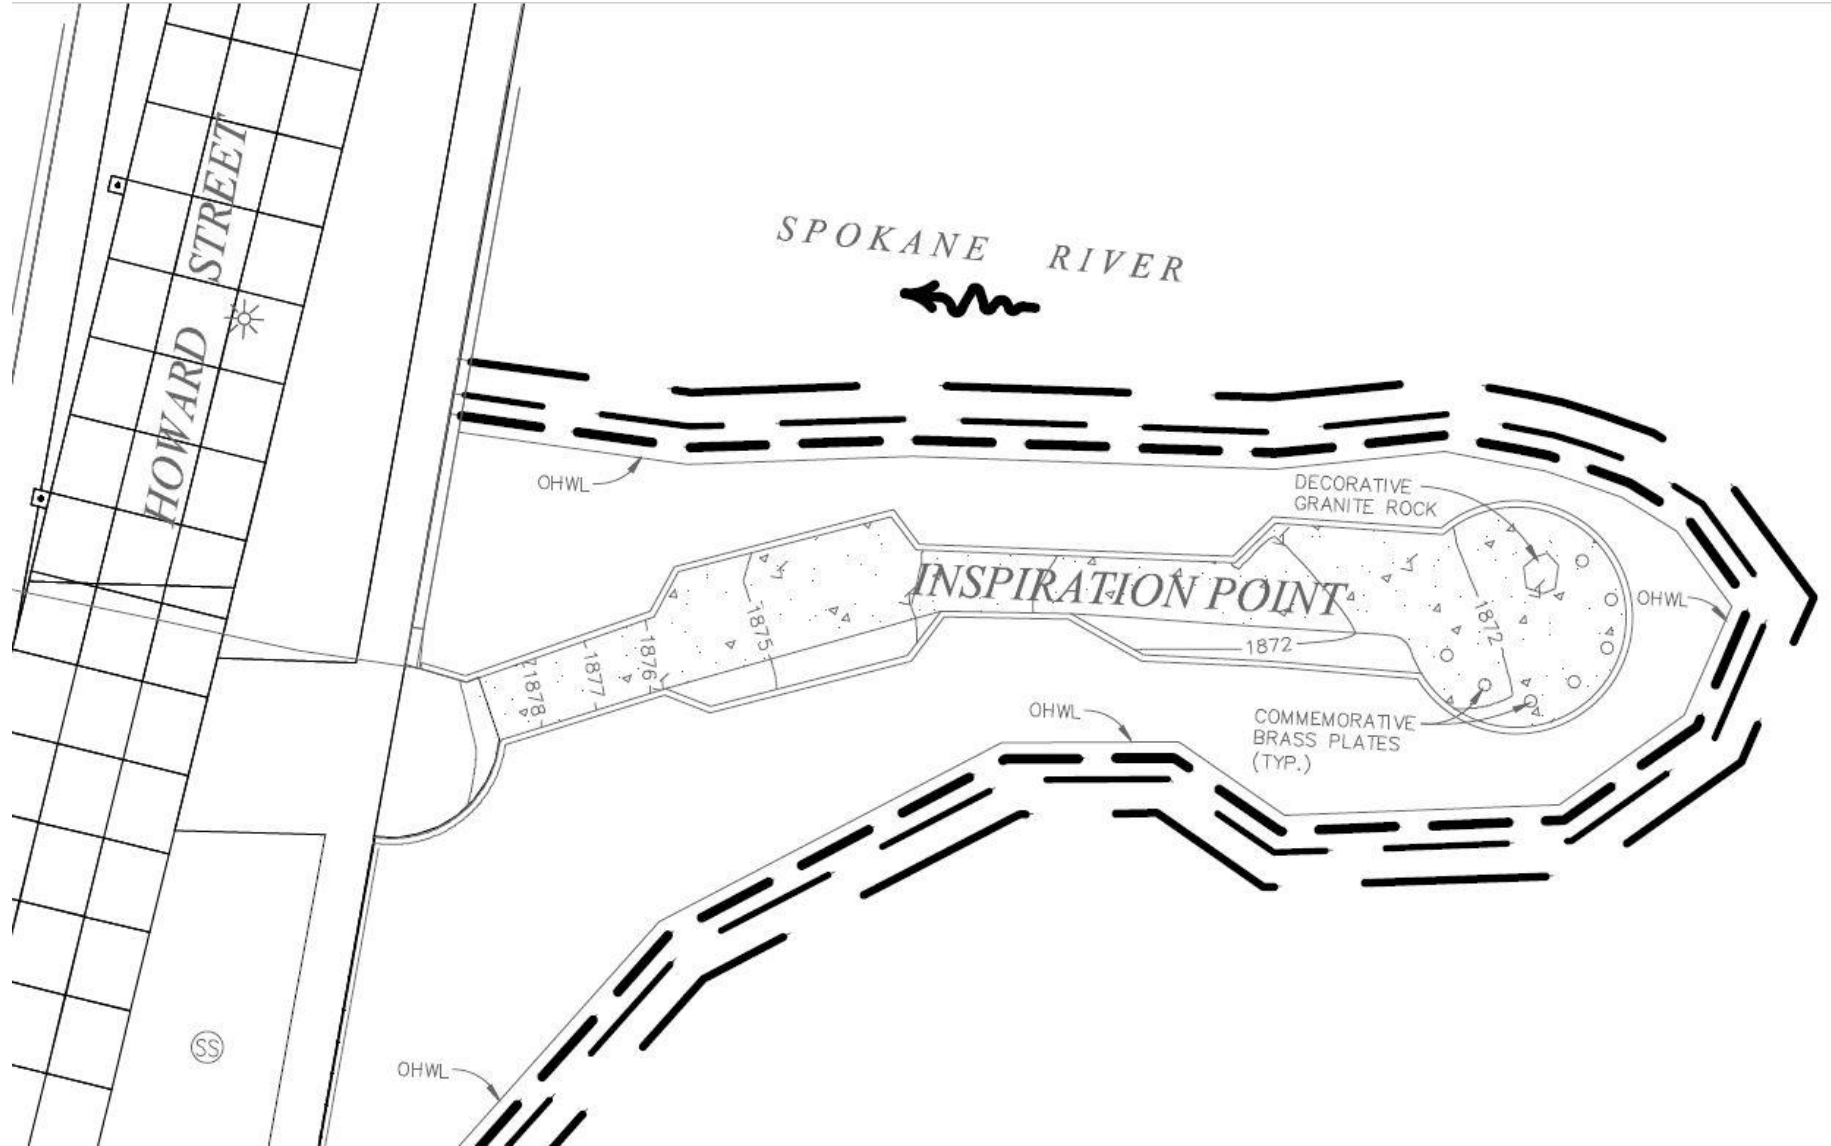 HOWARD STREET
SPOKANE RIVER
OHWL
DECORATIVE
GRANITE ROCK
INSPIRATION POINT
OHWL
1878
1877
1876
1875
1872
1872
OHWL
COMMEMORATIVE
BRASS PLATES
(TYP.)
OHWL
SS